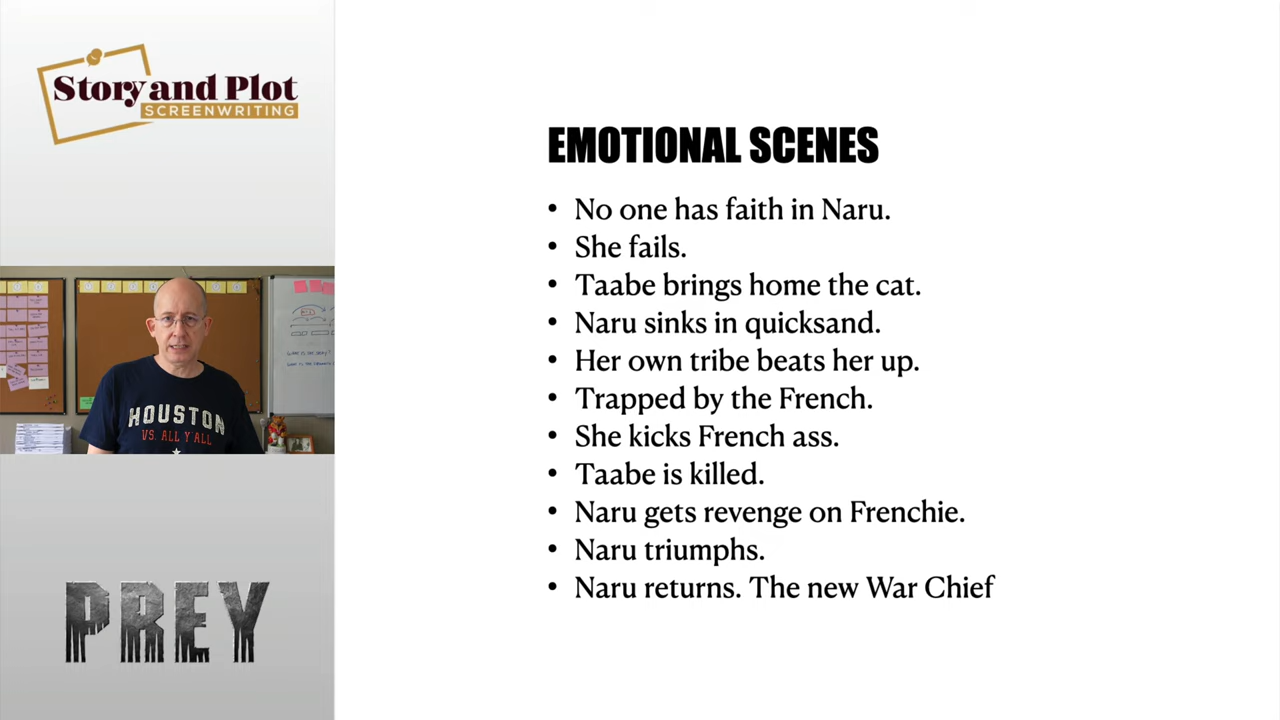 Story and Plot
SCREENWRITING
HOUSTON
VS. ALL Y'ALL
PREY
EMOTIONAL SCENES
• No one has faith in Naru.
• She fails.
• Taabe brings home the cat.
• Naru sinks in quicksand.
• Her own tribe beats her up.
• Trapped by the French.
• She kicks French ass.
• Taabe is killed.
• Naru gets revenge on Frenchie.
• Naru triumphs.
• Naru returns. The new War Chief